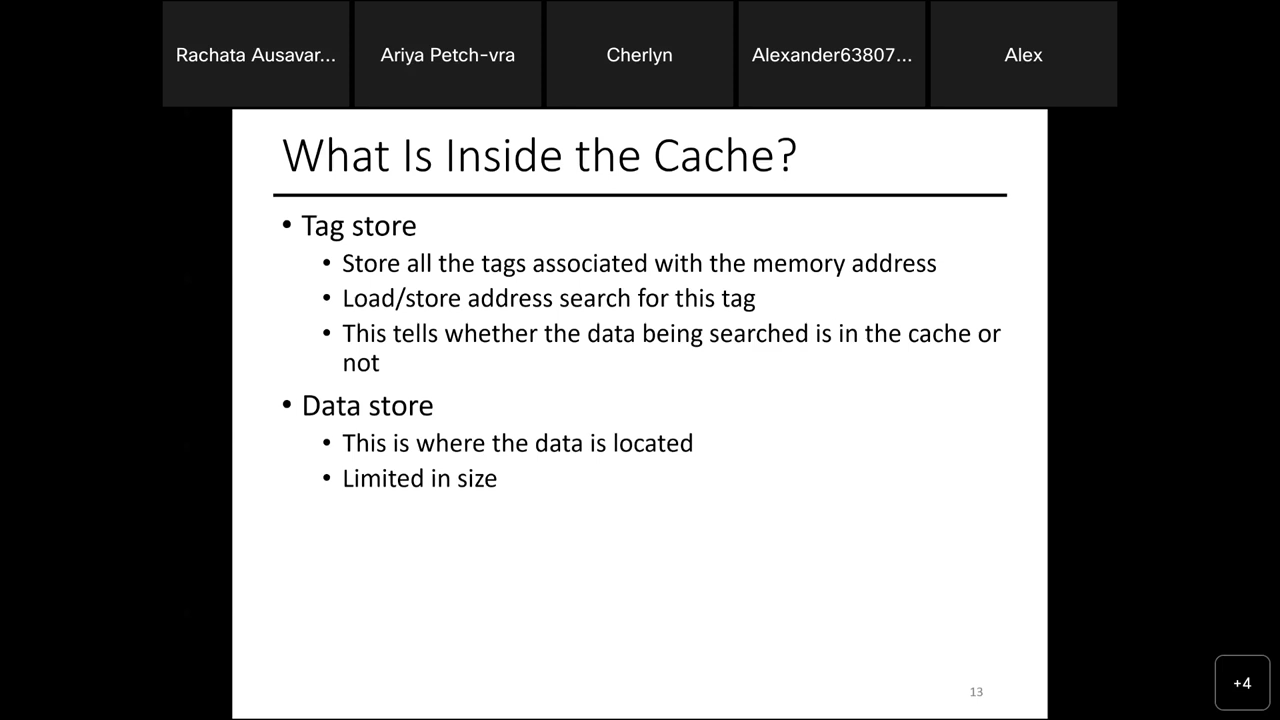 Rachata Ausavar...
Ariya Petch-vra
Cherlyn
Alexander63807...
Alex
What Is Inside the Cache?
• Tag store
• Store all the tags associated with the memory address
• Load/store address search for this tag
• This tells whether the data being searched is in the cache or
not
• Data store
• This is where the data is located
• Limited in size
13
+4